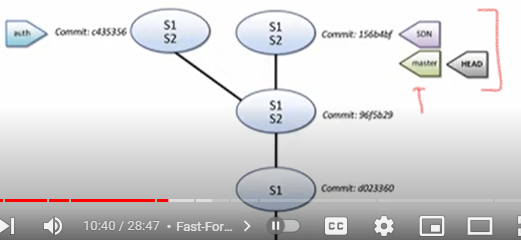 auth
Commit: c435356
S1
S2
S1
S2
Commit: 156b4bf
SDN
master
HEAD
S1
S2
Commit: 96f5b29
S1
Commit: d023360
10:40 / 28:47 • Fast-For...
CC